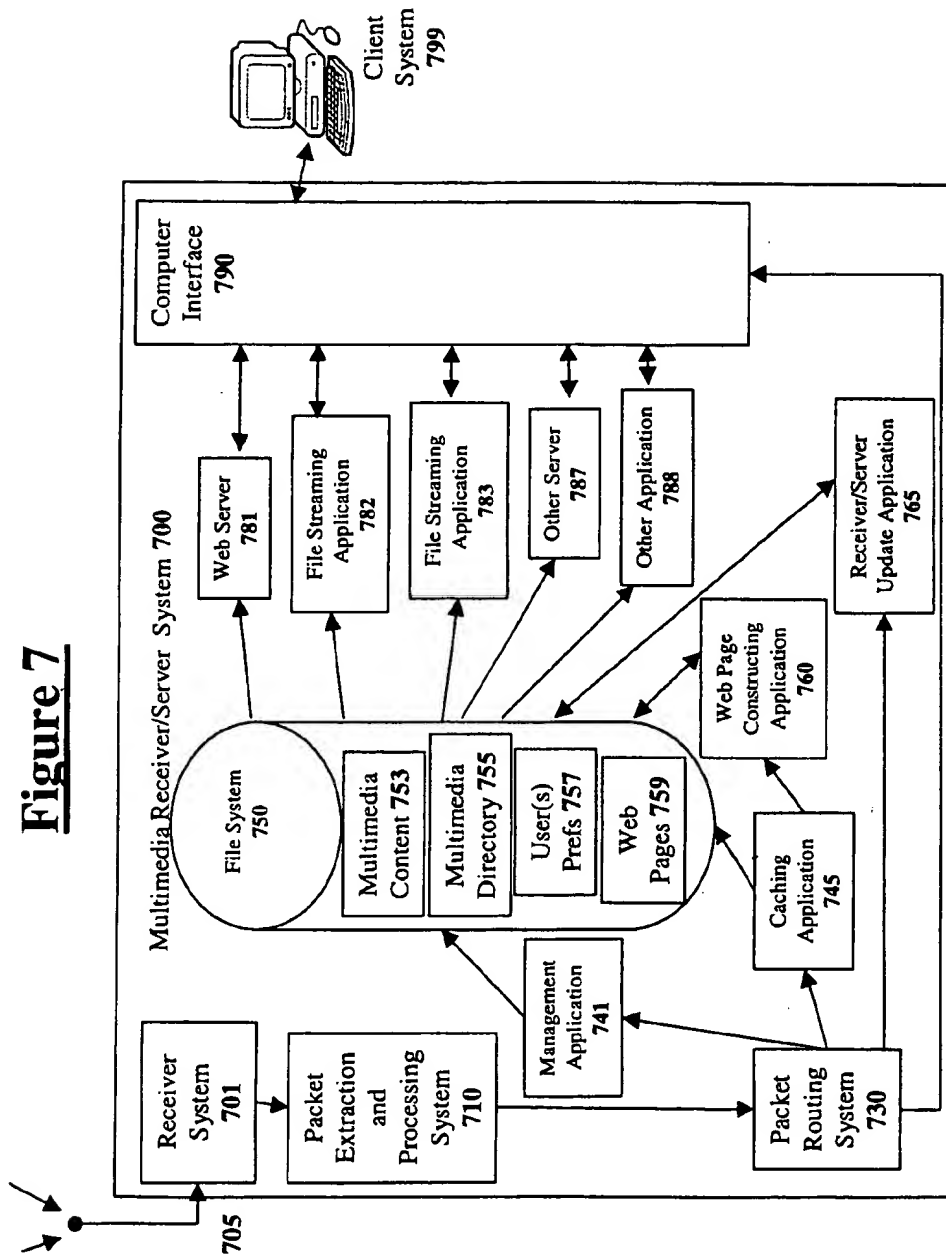 Figure 7
Multimedia Receiver/Server System 700
705
Receiver
System
701
Packet
Extraction
and
Processing
System
710
Packet
Routing
System
730
Management
Application
741
Caching
Application
745
File System
750
Multimedia
Content 753
Multimedia
Directory 755
User(s)
Prefs 757
Web
Pages 759
Web Page
Constructing
Application
760
Receiver/Server
Update Application
765
Web Server
781
File Streaming
Application
782
File Streaming
Application
783
Other Server
787
Other Application
788
Computer
Interface
790
Client
System
799